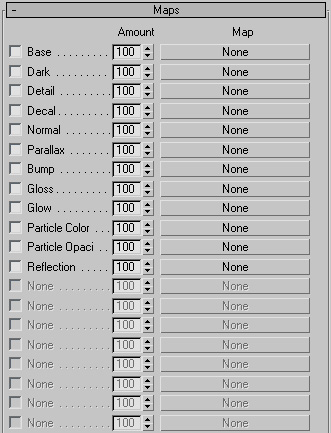 - Maps
Amount Map
Base . . . . . . . . . 100 None
Dark . . . . . . . . . 100 None
Detail . . . . . . . . 100 None
Decal . . . . . . . . 100 None
Normal . . . . . . . 100 None
Parallax . . . . . . . 100 None
Bump . . . . . . . . 100 None
Gloss . . . . . . . . 100 None
Glow . . . . . . . . . 100 None
Particle Color . . . 100 None
Particle Opaci . . 100 None
Reflection . . . . . 100 None
None . . . . . . . . . 100 None
None . . . . . . . . . 100 None
None . . . . . . . . . 100 None
None . . . . . . . . . 100 None
None . . . . . . . . . 100 None
None . . . . . . . . . 100 None
None . . . . . . . . . 100 None
None . . . . . . . . . 100 None